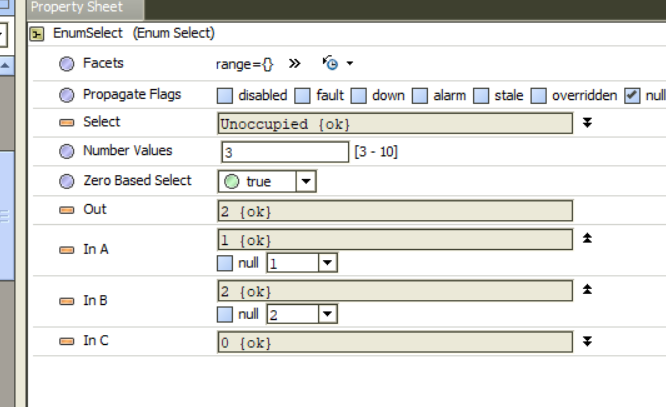 Property Sheet
EnumSelect (Enum Select)
Facets range={} »
Propagate Flags disabled fault down alarm stale overridden null
Select Unoccupied {ok}
Number Values 3 [3 - 10]
Zero Based Select true
Out 2 {ok}
In A 1 {ok}
null 1
In B 2 {ok}
null 2
In C 0 {ok}